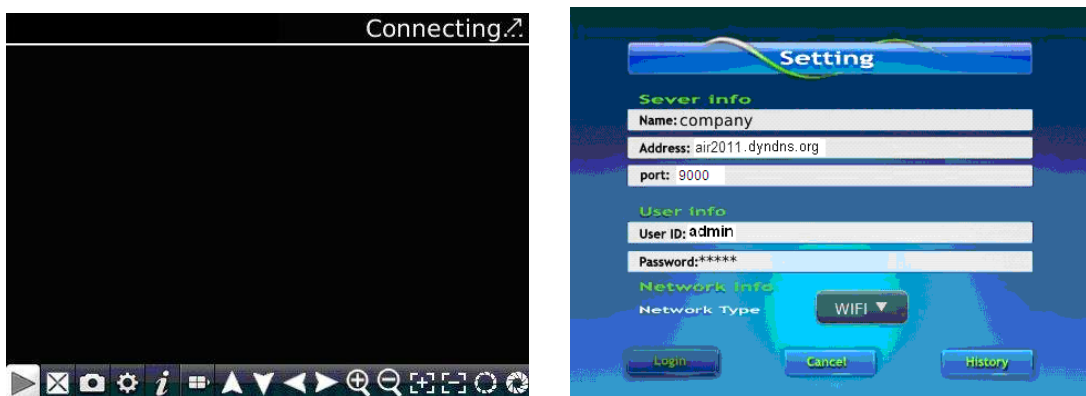 Connecting
Setting
Sever info
Name: company
Address: air2011.dyndns.org
port: 9000
User info
User ID: admin
Password:*****
Network info
Network Type WIFI
Login Cancel History